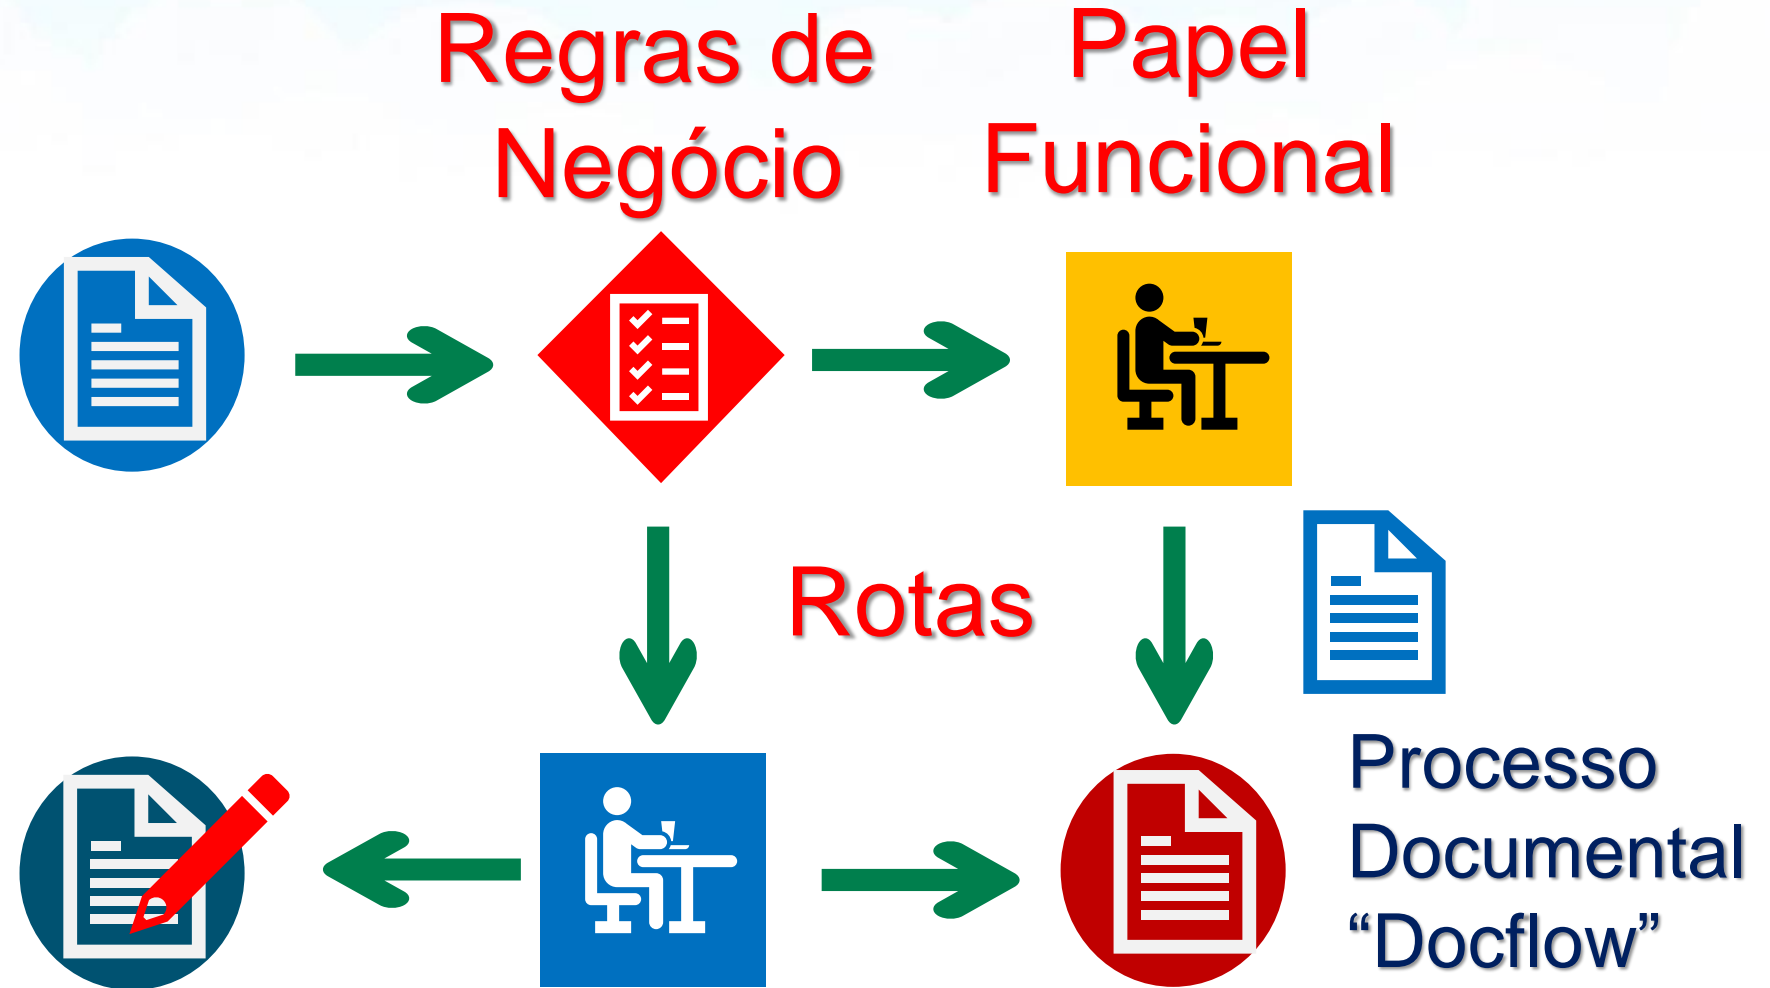 Regras de
Negócio
Papel
Funcional
Rotas
Processo
Documental
“Docflow”